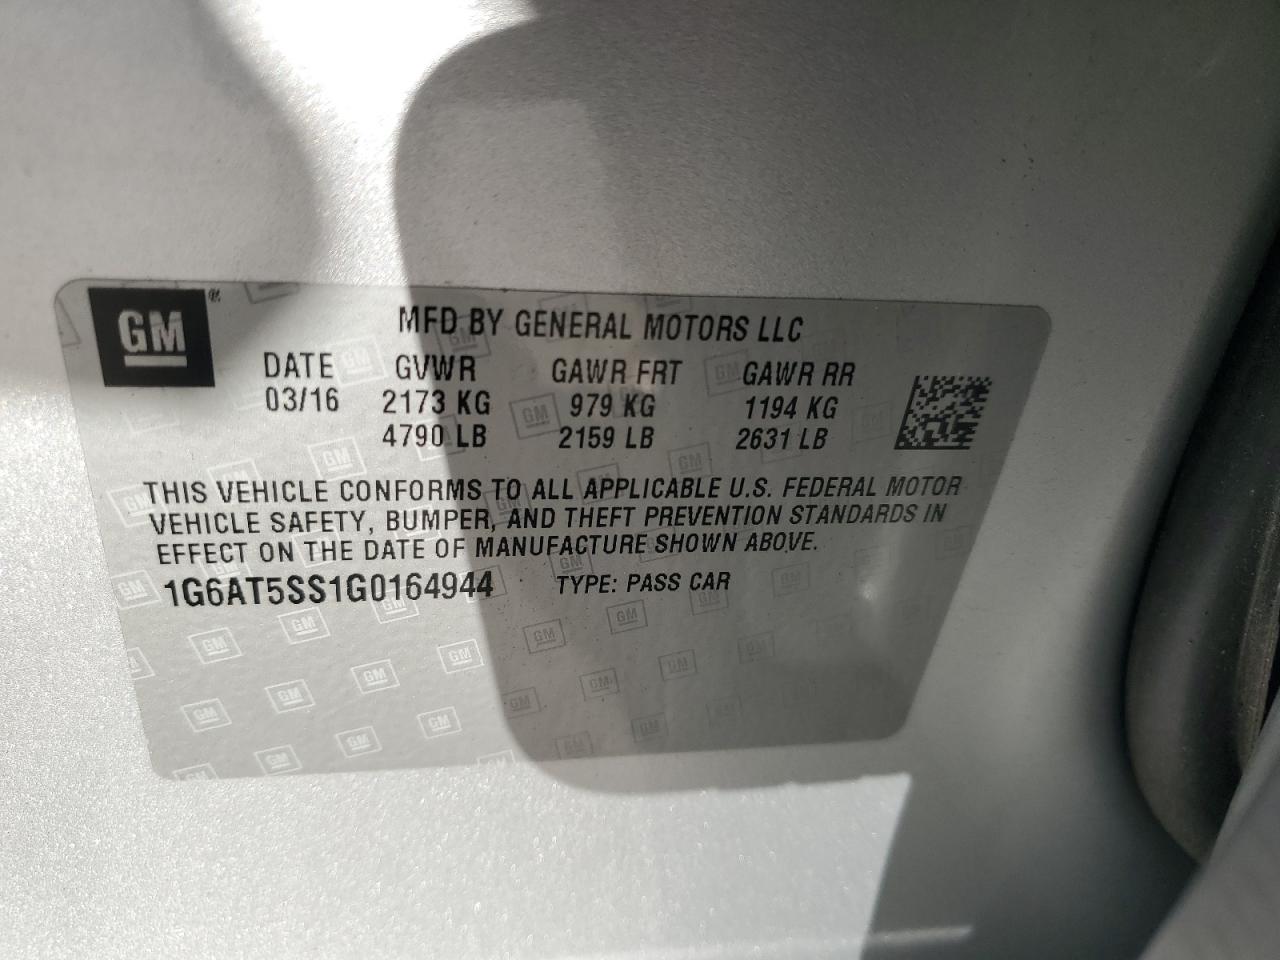 GM ®
MFD BY GENERAL MOTORS LLC
DATE GVWR GAWR FRT GAWR RR
03/16 2173 KG 979 KG 1194 KG
4790 LB 2159 LB 2631 LB
THIS VEHICLE CONFORMS TO ALL APPLICABLE U.S. FEDERAL MOTOR
VEHICLE SAFETY, BUMPER, AND THEFT PREVENTION STANDARDS IN
EFFECT ON THE DATE OF MANUFACTURE SHOWN ABOVE.
1G6AT5SS1G0164944 TYPE: PASS CAR